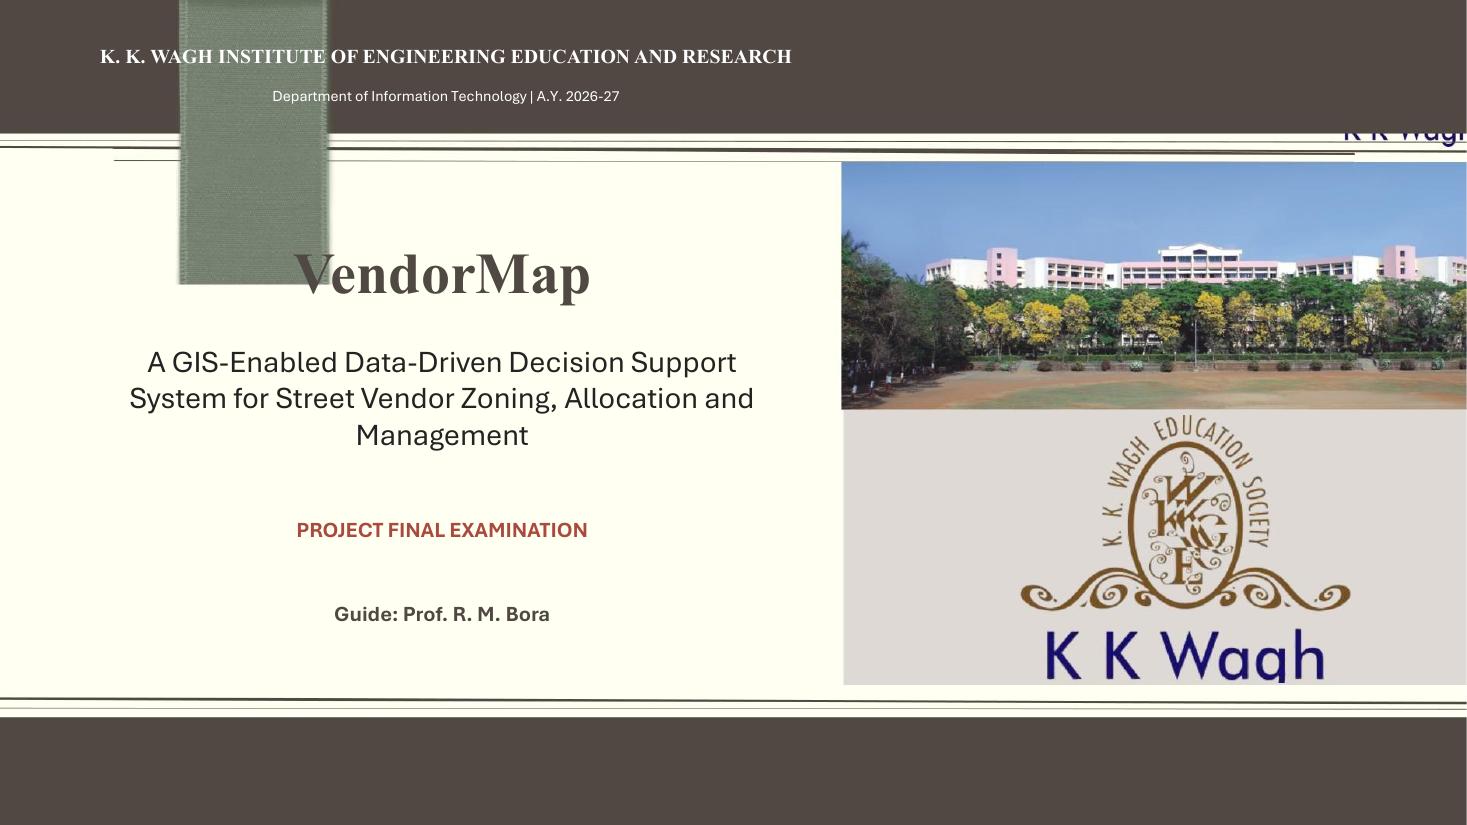 K. K. WAGH INSTITUTE OF ENGINEERING EDUCATION AND RESEARCH
Department of Information Technology | A.Y. 2026-27
K K Wagh
VendorMap
A GIS-Enabled Data-Driven Decision Support
System for Street Vendor Zoning, Allocation and
Management
PROJECT FINAL EXAMINATION
Guide: Prof. R. M. Bora
K. K. WAGH EDUCATION SOCIETY
K K Wagh